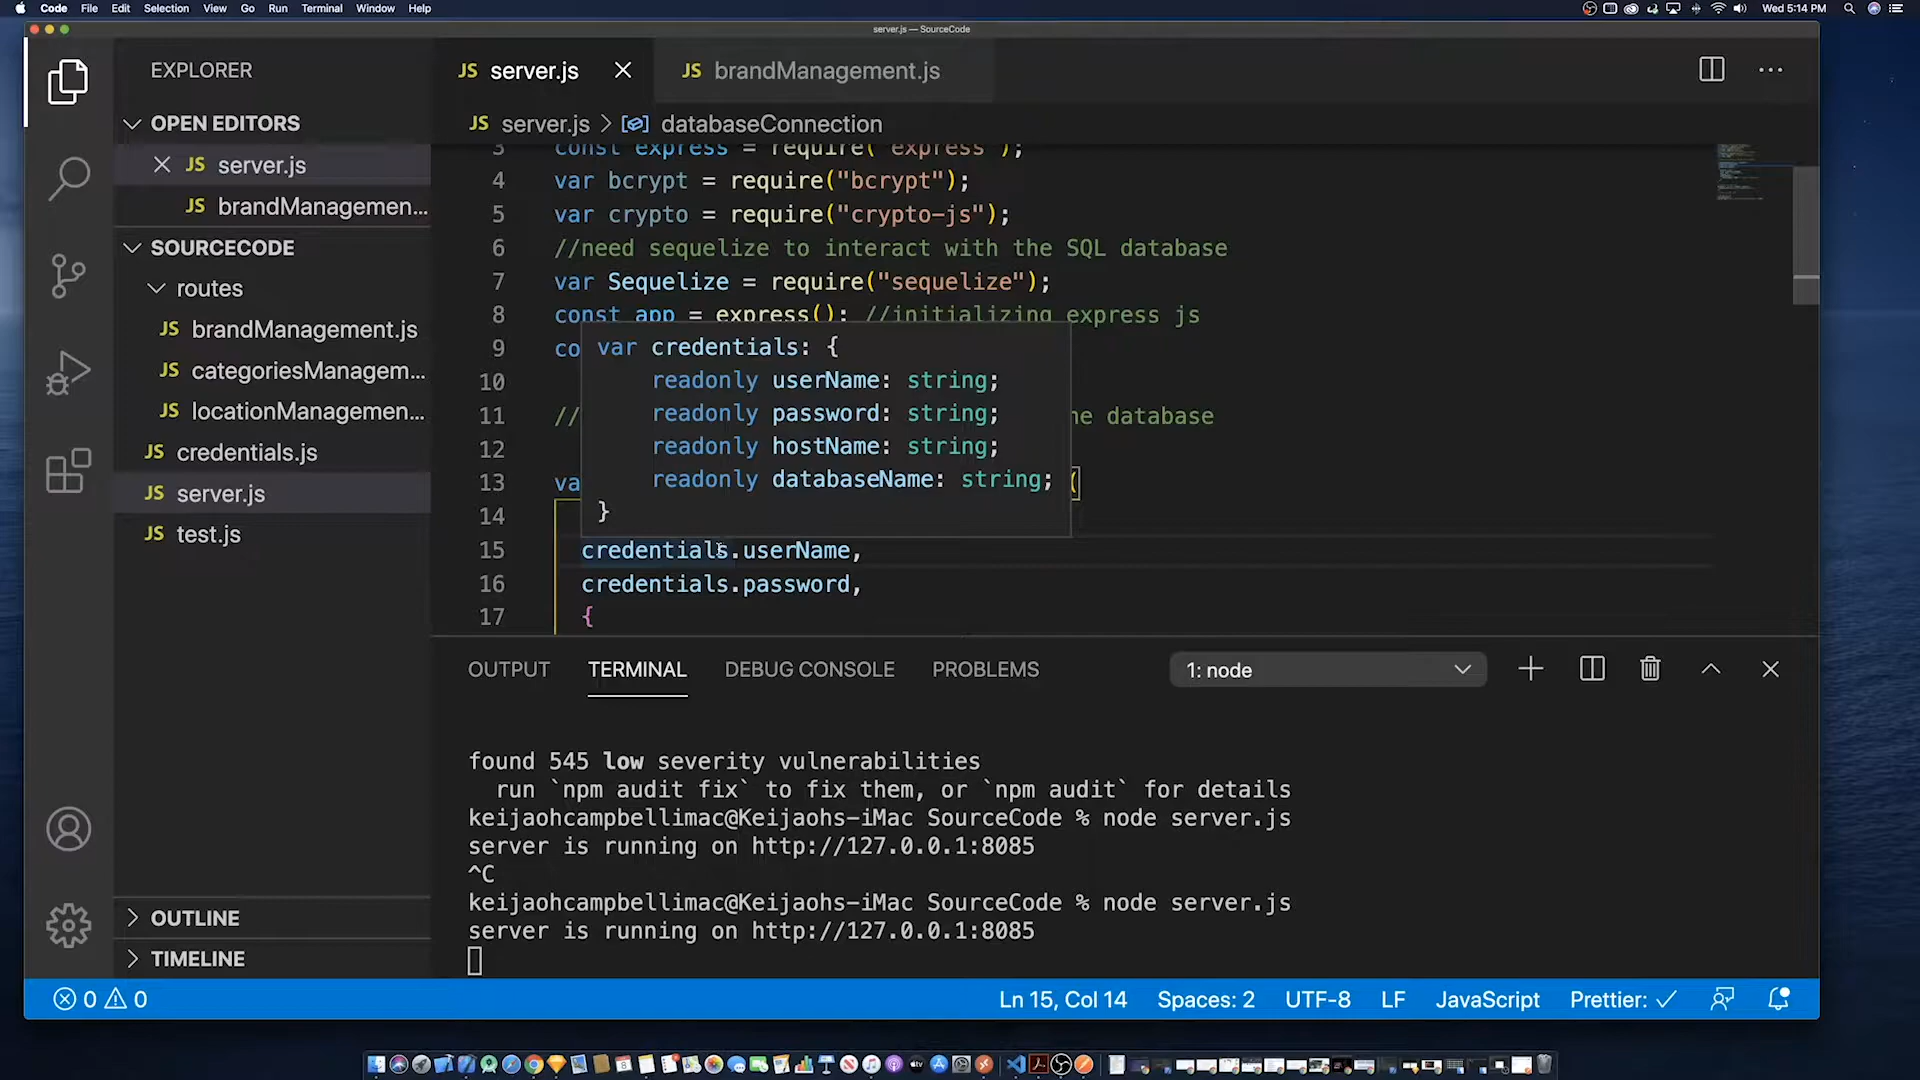 Code File Edit Selection View Go Run Terminal Window Help
Wed 5:14 PM
server.js — SourceCode
EXPLORER
OPEN EDITORS
JS server.js
JS brandManagemen...
SOURCECODE
routes
JS brandManagement.js
JS categoriesManagem...
JS locationManagemen...
JS credentials.js
JS server.js
JS test.js
OUTLINE
TIMELINE
JS server.js
JS brandManagement.js
JS server.js > databaseConnection
3 const express = require("express");
4 var bcrypt = require("bcrypt");
5 var crypto = require("crypto-js");
6 //need sequelize to interact with the SQL database
7 var Sequelize = require("sequelize");
8 const app = express(); //initializing express js
9 co
var credentials: {
readonly userName: string;
readonly password: string;
readonly hostName: string;
readonly databaseName: string;
}
10
11 // database
12
13 va (
14
15 credentials.userName,
16 credentials.password,
17 {
OUTPUT TERMINAL DEBUG CONSOLE PROBLEMS
1: node
found 545 low severity vulnerabilities
run `npm audit fix` to fix them, or `npm audit` for details
keijaohcampbellimac@Keijaohs-iMac SourceCode % node server.js
server is running on http://127.0.0.1:8085
^C
keijaohcampbellimac@Keijaohs-iMac SourceCode % node server.js
server is running on http://127.0.0.1:8085
0 0
Ln 15, Col 14 Spaces: 2 UTF-8 LF JavaScript Prettier: ✓